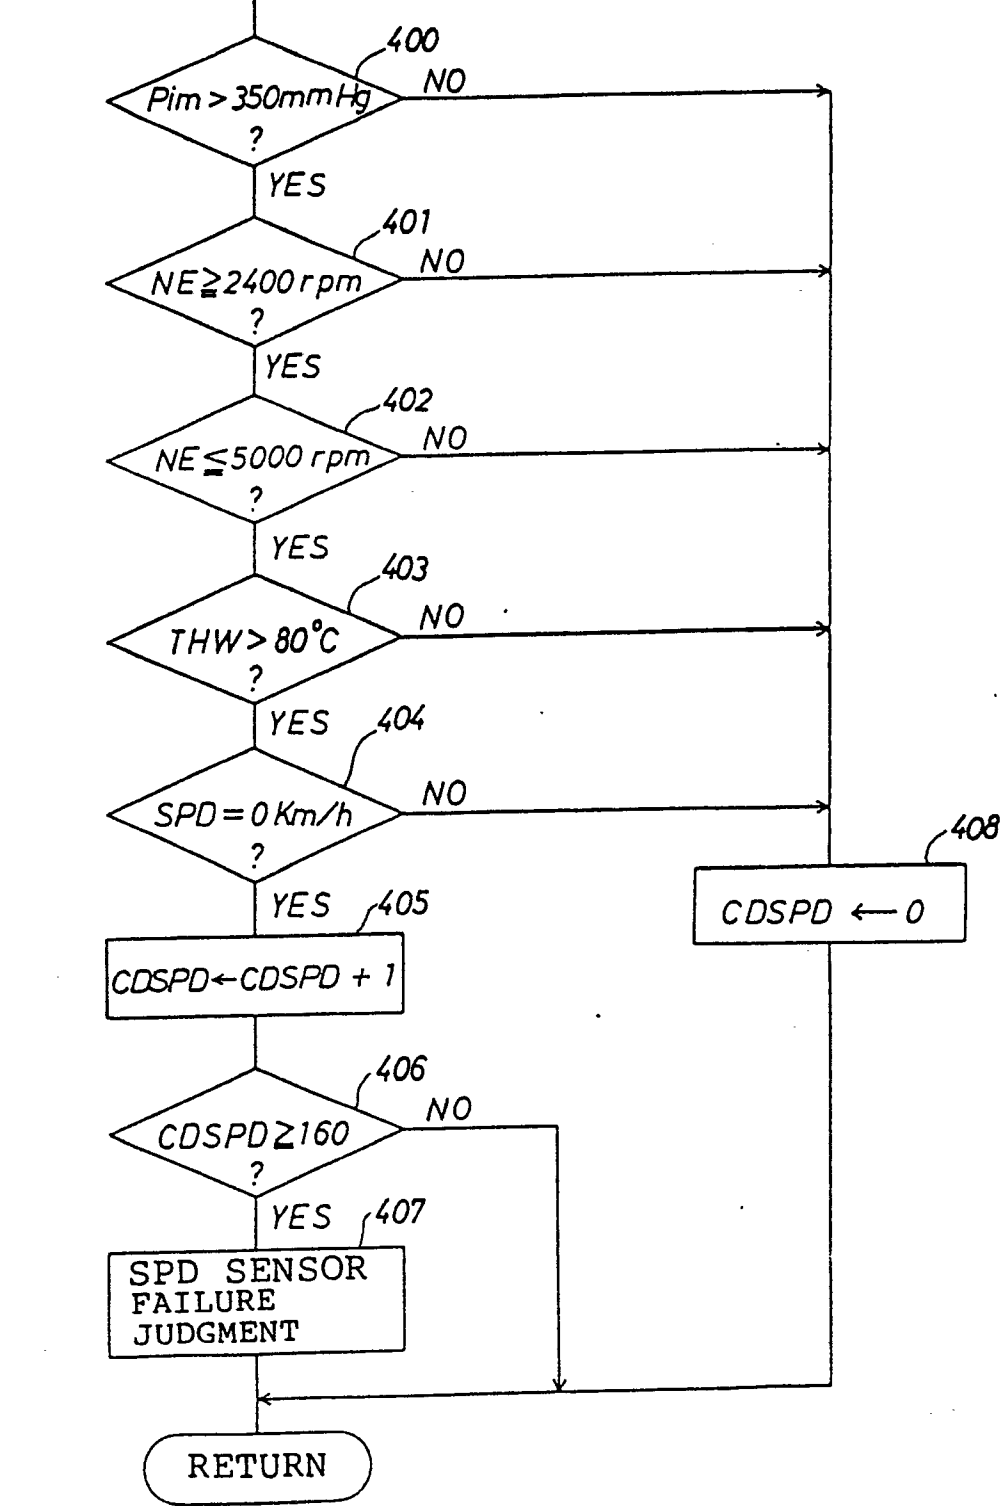 400
Pim > 350mmHg
NO
?
YES
401
NE ≧ 2400 rpm
NO
?
YES
402
NE ≦ 5000 rpm
NO
?
YES
403
THW > 80°C
NO
?
YES
404
SPD = 0 Km/h
NO
?
YES
405
CDSPD ← CDSPD + 1
408
CDSPD ← 0
406
CDSPD ≥ 160
NO
?
YES
407
SPD SENSOR
FAILURE
JUDGMENT
RETURN